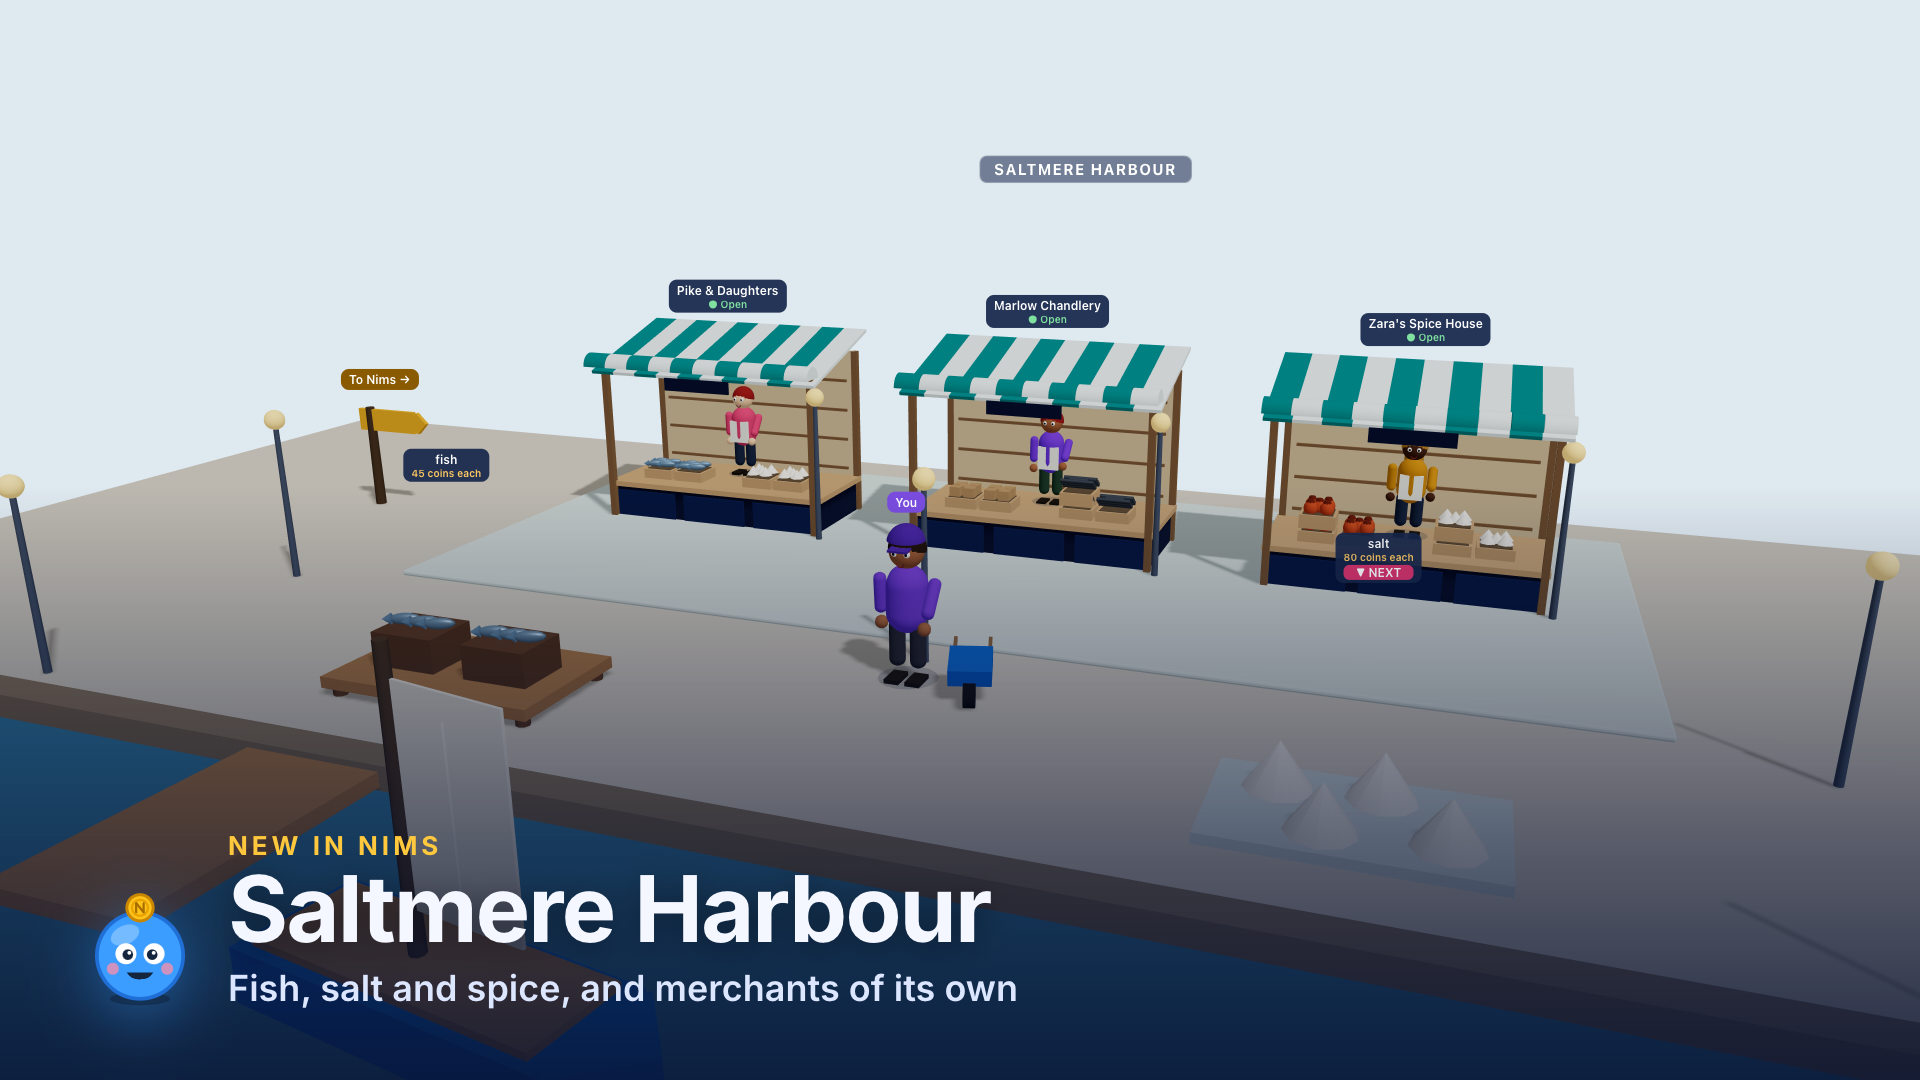 SALTMERE HARBOUR
Pike & Daughters
Open
Marlow Chandlery
Open
Zara's Spice House
Open
To Nims →
fish
45 coins each
You
salt
80 coins each
▼ NEXT
NEW IN NIMS
N
Saltmere Harbour
Fish, salt and spice, and merchants of its own